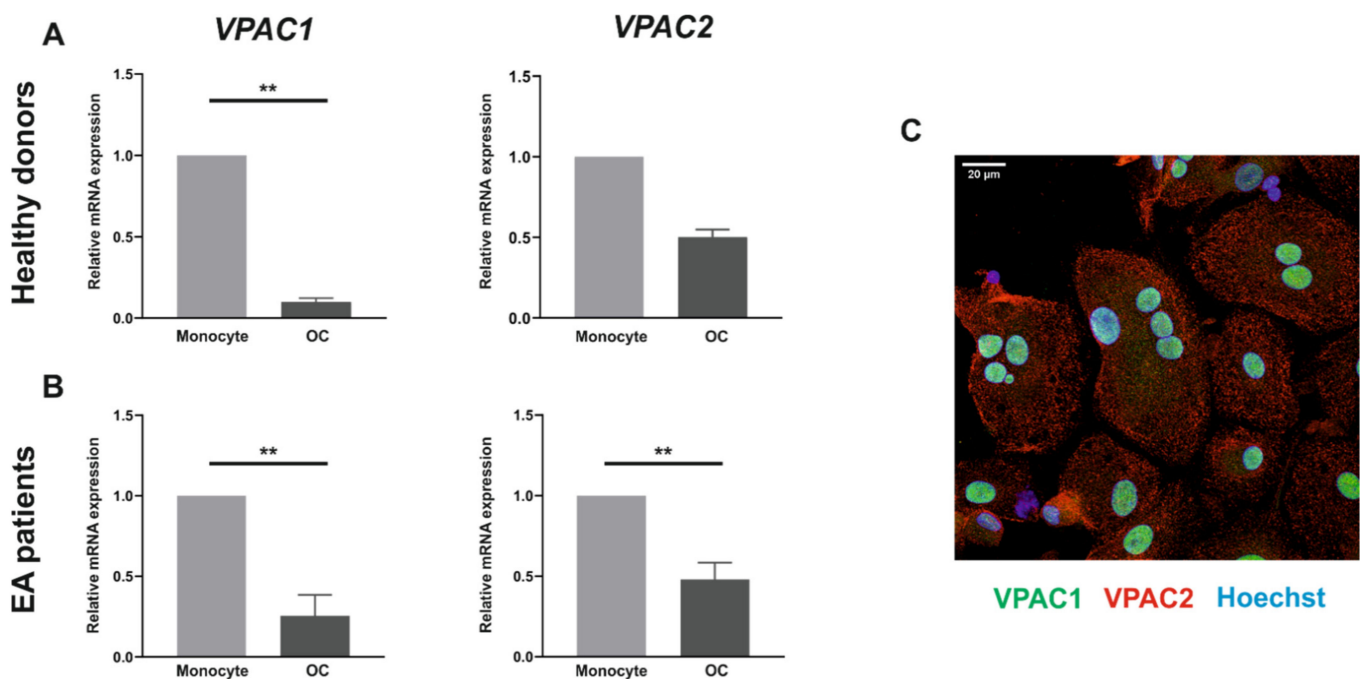 A
VPAC1
VPAC2
Healthy donors
Relative mRNA expression
1.5
1.0
0.5
0.0
**
Monocyte OC
Relative mRNA expression
1.5
1.0
0.5
0.0
Monocyte OC
B
EA patients
Relative mRNA expression
1.5
1.0
0.5
0.0
**
Monocyte OC
Relative mRNA expression
1.5
1.0
0.5
0.0
**
Monocyte OC
C
20 µm
VPAC1 VPAC2 Hoechst